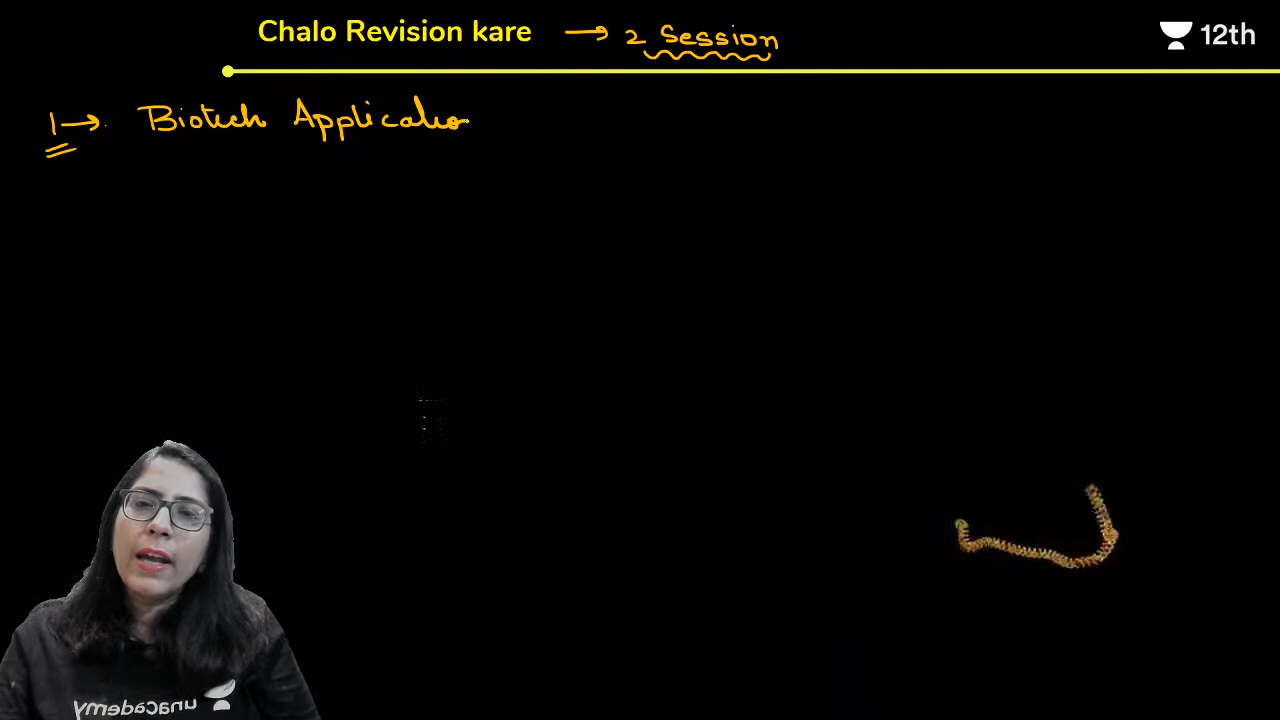 Chalo Revision kare → 2 Session
12th
1 → Biotech Applicatio
unacademy